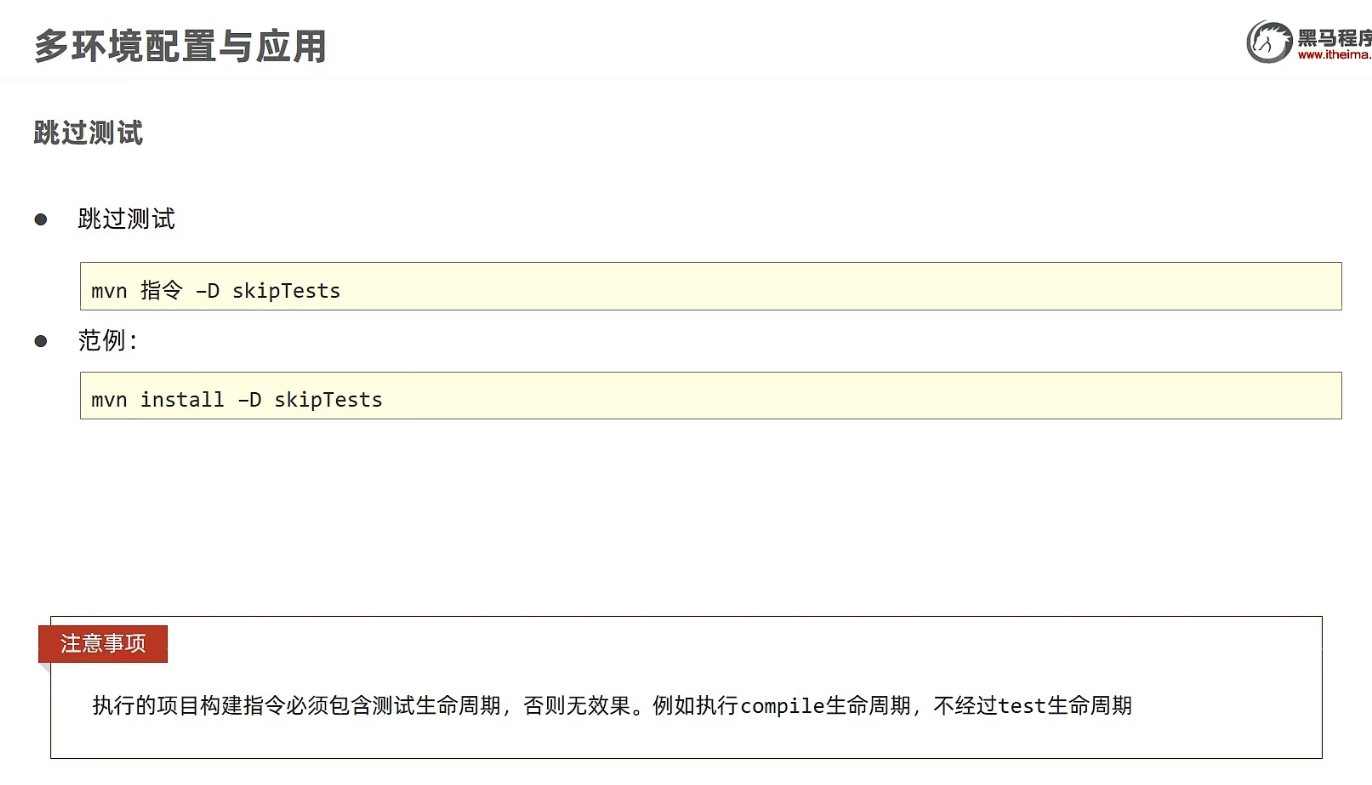 多环境配置与应用
黑马程序
www.itheima.
跳过测试
跳过测试
mvn 指令 –D skipTests
范例：
mvn install –D skipTests
注意事项
执行的项目构建指令必须包含测试生命周期，否则无效果。例如执行compile生命周期，不经过test生命周期